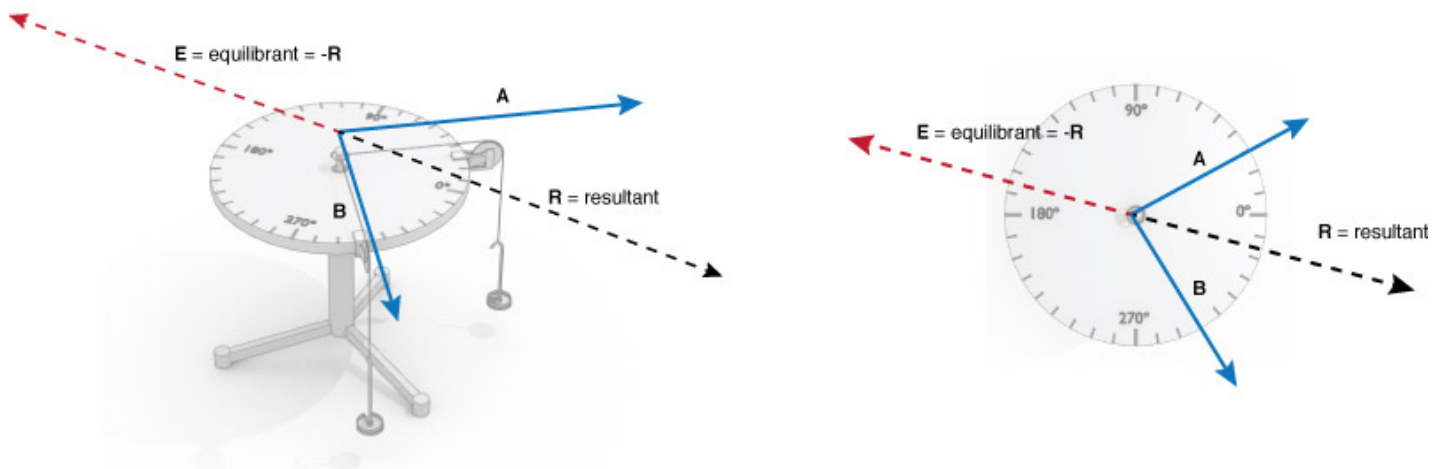 E = equilibrant = -R
A
90°
180°
0°
R = resultant
B
270°
90°
E = equilibrant = -R
A
180°
0°
R = resultant
B
270°